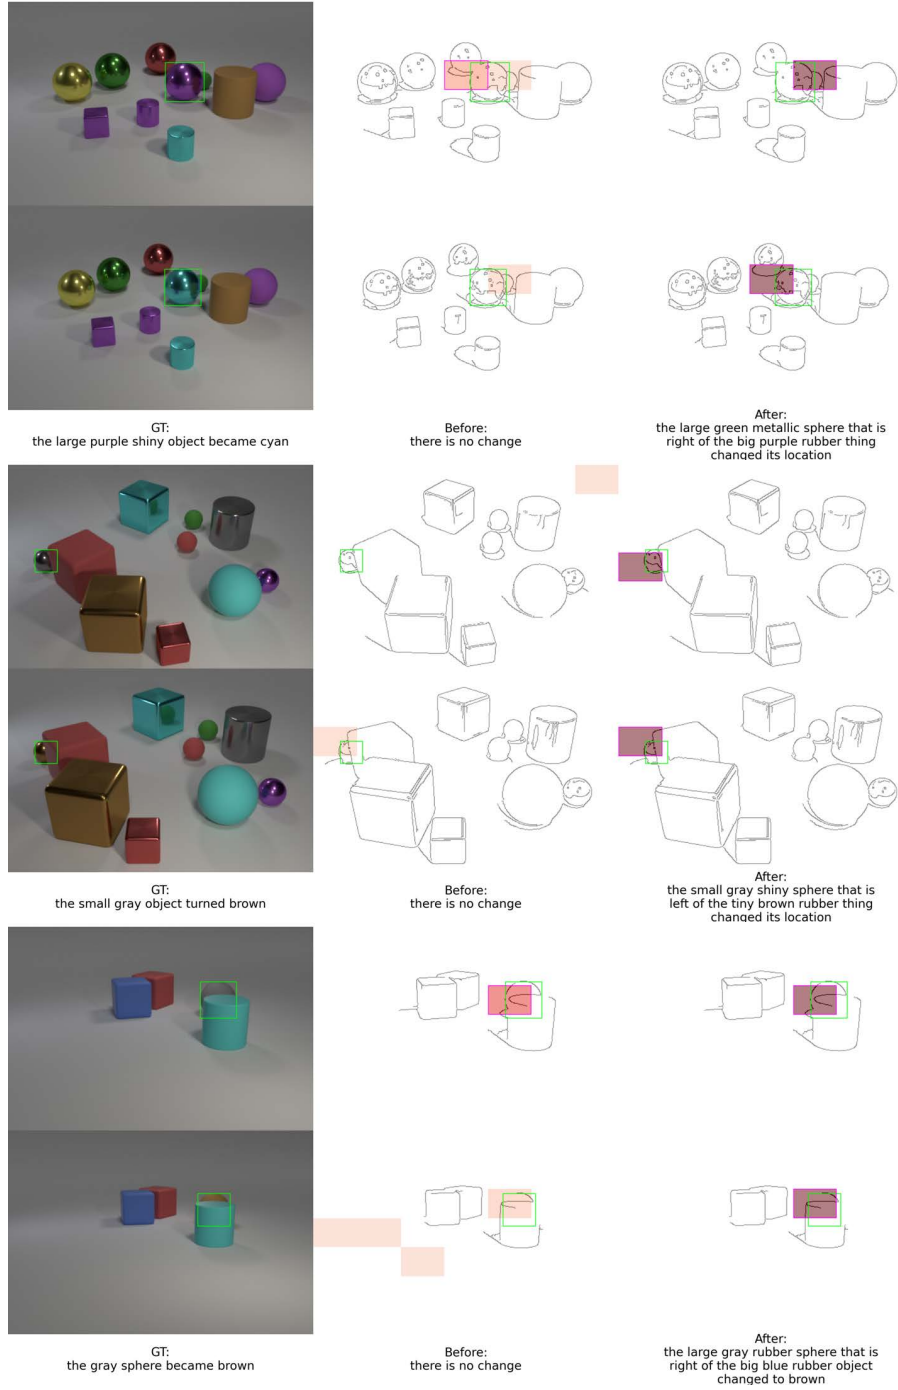 GT:
the large purple shiny object became cyan
Before:
there is no change
After:
the large green metallic sphere that is
right of the big purple rubber thing
changed its location
GT:
the small gray object turned brown
Before:
there is no change
After:
the small gray shiny sphere that is
left of the tiny brown rubber thing
changed its location
GT:
the gray sphere became brown
Before:
there is no change
After:
the large gray rubber sphere that is
right of the big blue rubber object
changed to brown